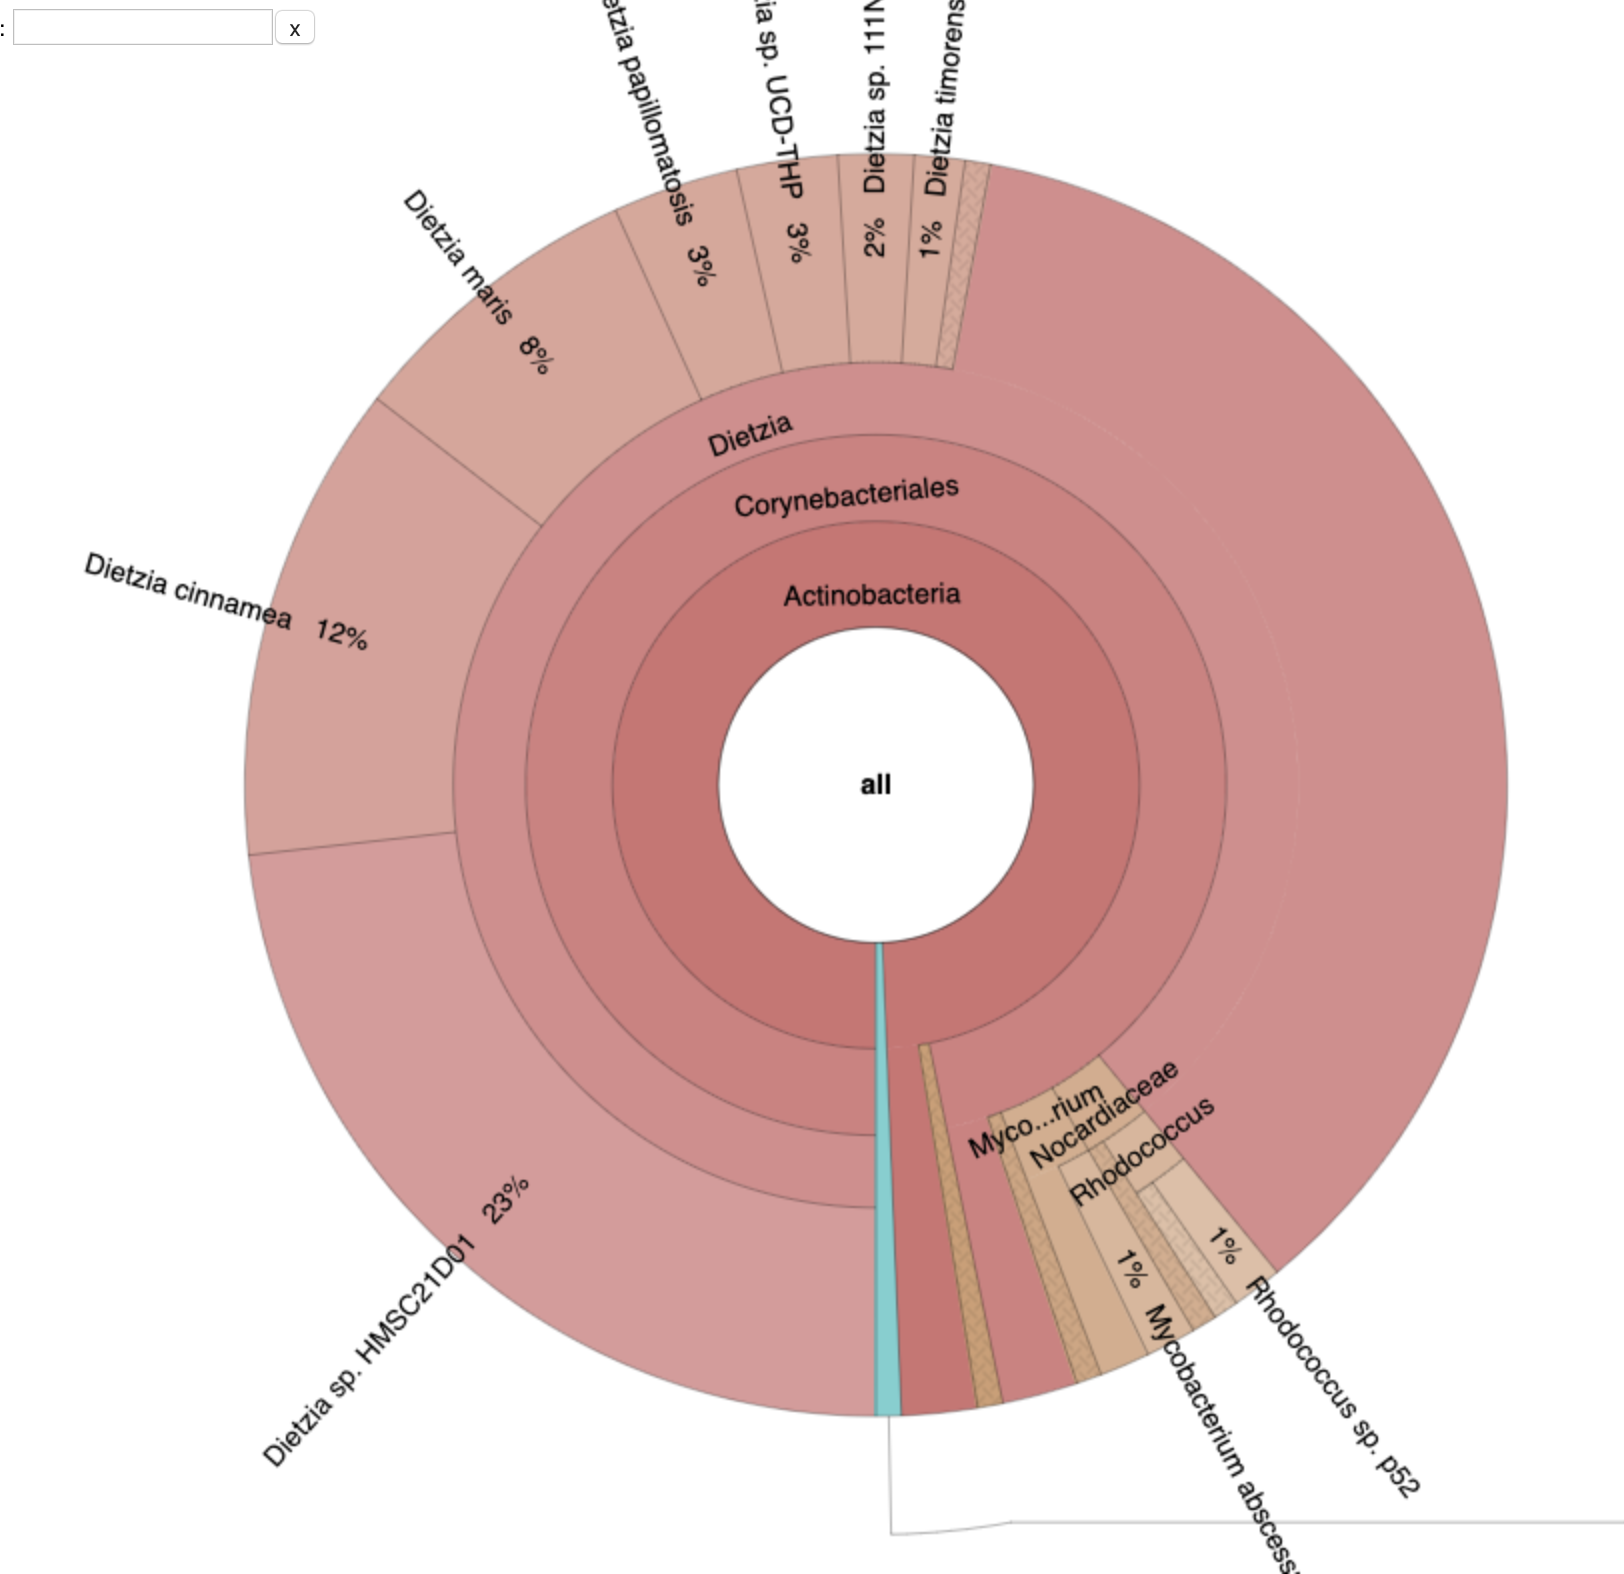 :
x
etzia papillomatosis 3%
ia sp. UCD-THP 3%
Dietzia sp. 111N 2%
Dietzia timorens 1%
Dietzia maris 8%
Dietzia cinnamea 12%
Dietzia sp. HMSC21D01 23%
Dietzia
Corynebacteriales
Actinobacteria
all
Myco...rium
Nocardiaceae
Rhodococcus
1% Rhodococcus sp. p52
1% Mycobacterium abscess